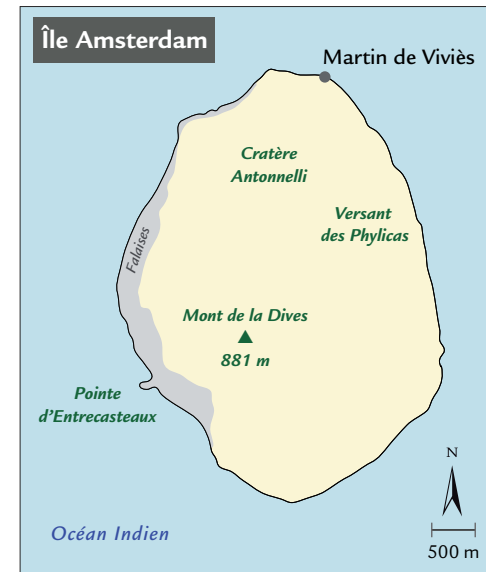 Île Amsterdam
Martin de Viviès
Cratère
Antonnelli
Versant
des Phylicas
Falaises
Mont de la Dives
881 m
Pointe
d'Entrecasteaux
N
Océan Indien
500 m